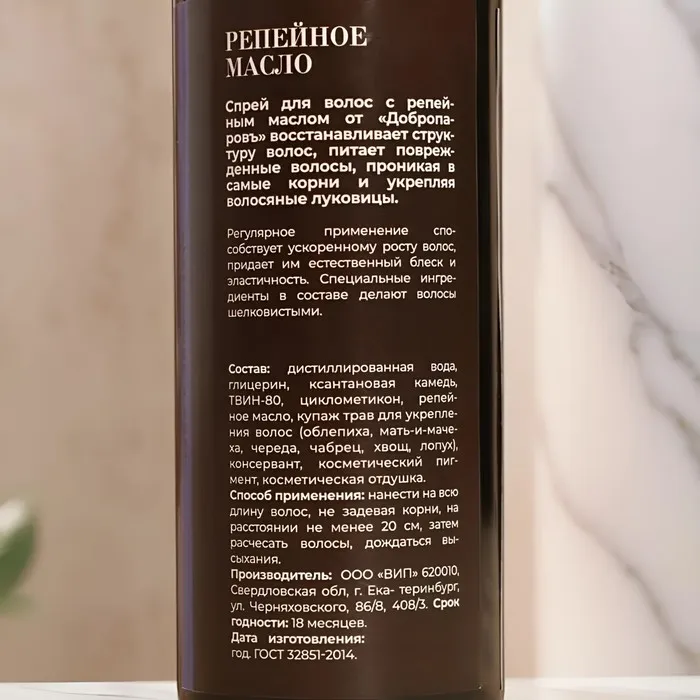 РЕПЕЙНОЕ
МАСЛО
Спрей для волос с репей-
ным маслом от «Добропа-
ровъ» восстанавливает струк-
туру волос, питает повреж-
денные волосы, проникая в
самые корни и укрепляя
волосяные луковицы.
Регулярное применение спо-
собствует ускоренному росту волос,
придает им естественный блеск и
эластичность. Специальные ингре-
диенты в составе делают волосы
шелковистыми.
Состав: дистиллированная вода,
глицерин, ксантановая камедь,
ТВИН-80, циклометикон, репей-
ное масло, купаж трав для укрепле-
ния волос (облепиха, мать-и-маче-
ха, череда, чабрец, хвощ, лопух),
консервант, косметический пиг-
мент, косметическая отдушка.
Способ применения: нанести на всю
длину волос, не задевая корни, на
расстоянии не менее 20 см, затем
расчесать волосы, дождаться вы-
сыхания.
Производитель: ООО «ВИП» 620010,
Свердловская обл, г. Ека- теринбург,
ул. Черняховского, 86/8, 408/3. Срок
годности: 18 месяцев.
Дата изготовления:
год. ГОСТ 32851-2014.